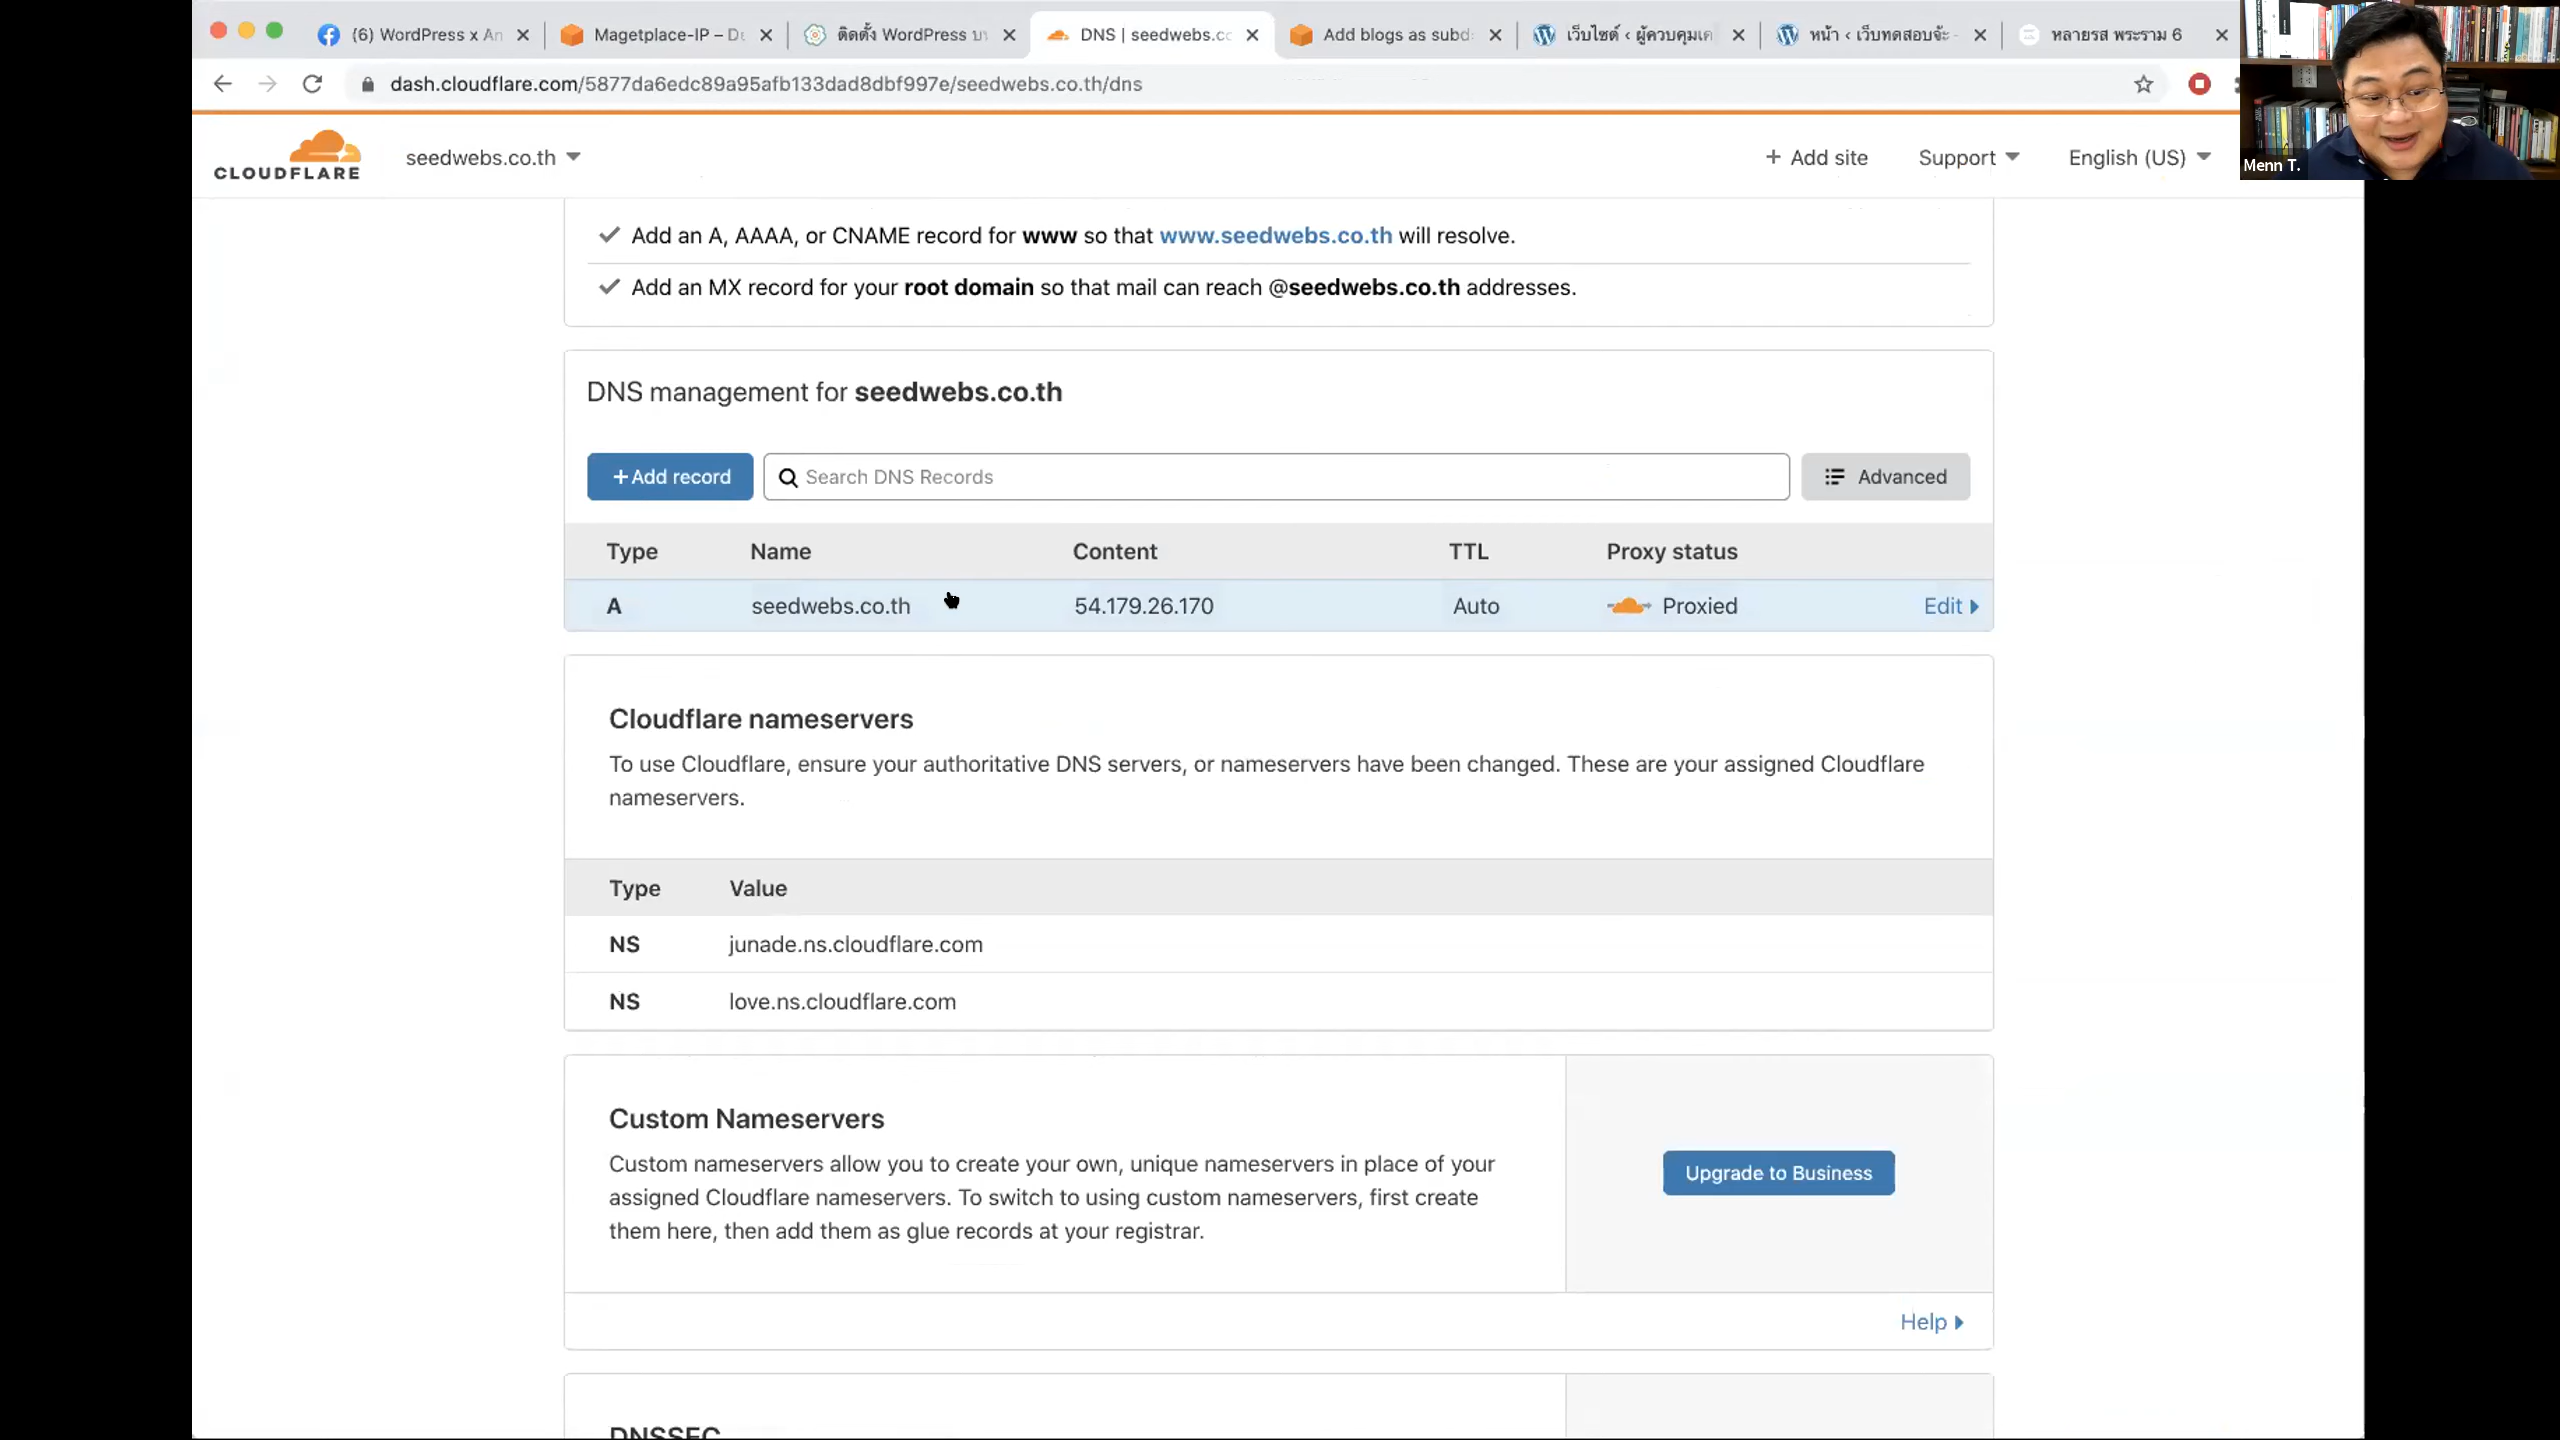 (6) WordPress x An
Magetplace-IP – De
ติดตั้ง WordPress บน
DNS | seedwebs.co
Add blogs as subd
เว็บไซต์ ‹ ผู้ควบคุมเค
หน้า ‹ เว็บทดสอบจ้ะ -
หลายรส พระราม 6
dash.cloudflare.com/5877da6edc89a95afb133dad8dbf997e/seedwebs.co.th/dns
CLOUDFLARE
seedwebs.co.th
+ Add site
Support
English (US)
Menn T.
Add an A, AAAA, or CNAME record for www so that www.seedwebs.co.th will resolve.
Add an MX record for your root domain so that mail can reach @seedwebs.co.th addresses.
DNS management for seedwebs.co.th
+Add record
Search DNS Records
Advanced
Type Name Content TTL Proxy status
A seedwebs.co.th 54.179.26.170 Auto Proxied Edit
Cloudflare nameservers
To use Cloudflare, ensure your authoritative DNS servers, or nameservers have been changed. These are your assigned Cloudflare
nameservers.
Type Value
NS junade.ns.cloudflare.com
NS love.ns.cloudflare.com
Custom Nameservers
Custom nameservers allow you to create your own, unique nameservers in place of your
assigned Cloudflare nameservers. To switch to using custom nameservers, first create
them here, then add them as glue records at your registrar.
Upgrade to Business
Help
DNSSEC